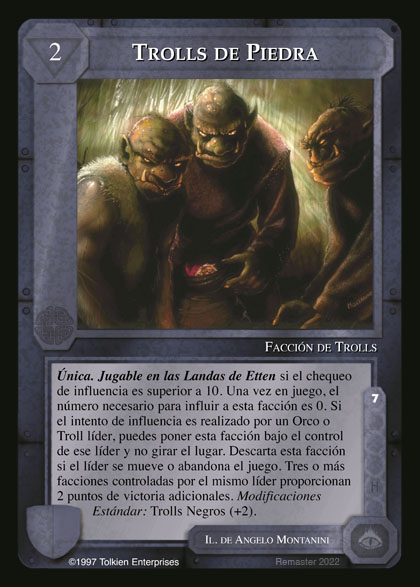 2
TROLLS DE PIEDRA
FACCIÓN DE TROLLS
Única. Jugable en las Landas de Etten si el chequeo
de influencia es superior a 10. Una vez en juego, el
número necesario para influir a esta facción es 0. Si
el intento de influencia es realizado por un Orco o
Troll líder, puedes poner esta facción bajo el control
de ese líder y no girar el lugar. Descarta esta facción
si el líder se mueve o abandona el juego. Tres o más
facciones controladas por el mismo líder proporcionan
2 puntos de victoria adicionales. Modificaciones
Estándar: Trolls Negros (+2).
7
H
IL. DE ANGELO MONTANINI
©1997 Tolkien Enterprises
Remaster 2022